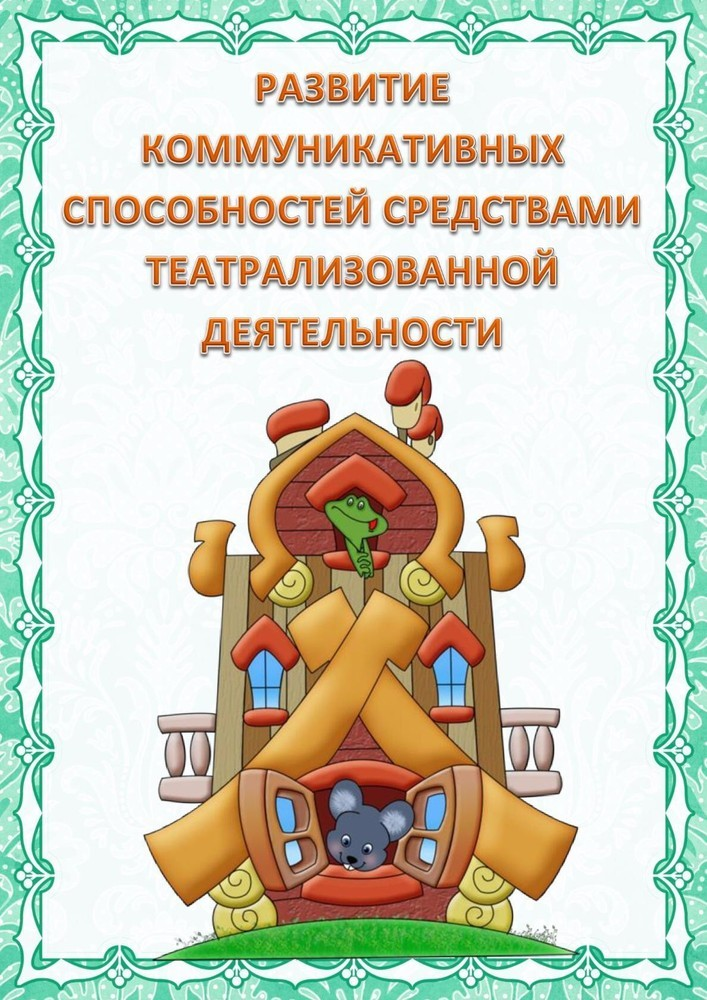 РАЗВИТИЕ
КОММУНИКАТИВНЫХ
СПОСОБНОСТЕЙ СРЕДСТВАМИ
ТЕАТРАЛИЗОВАННОЙ
ДЕЯТЕЛЬНОСТИ